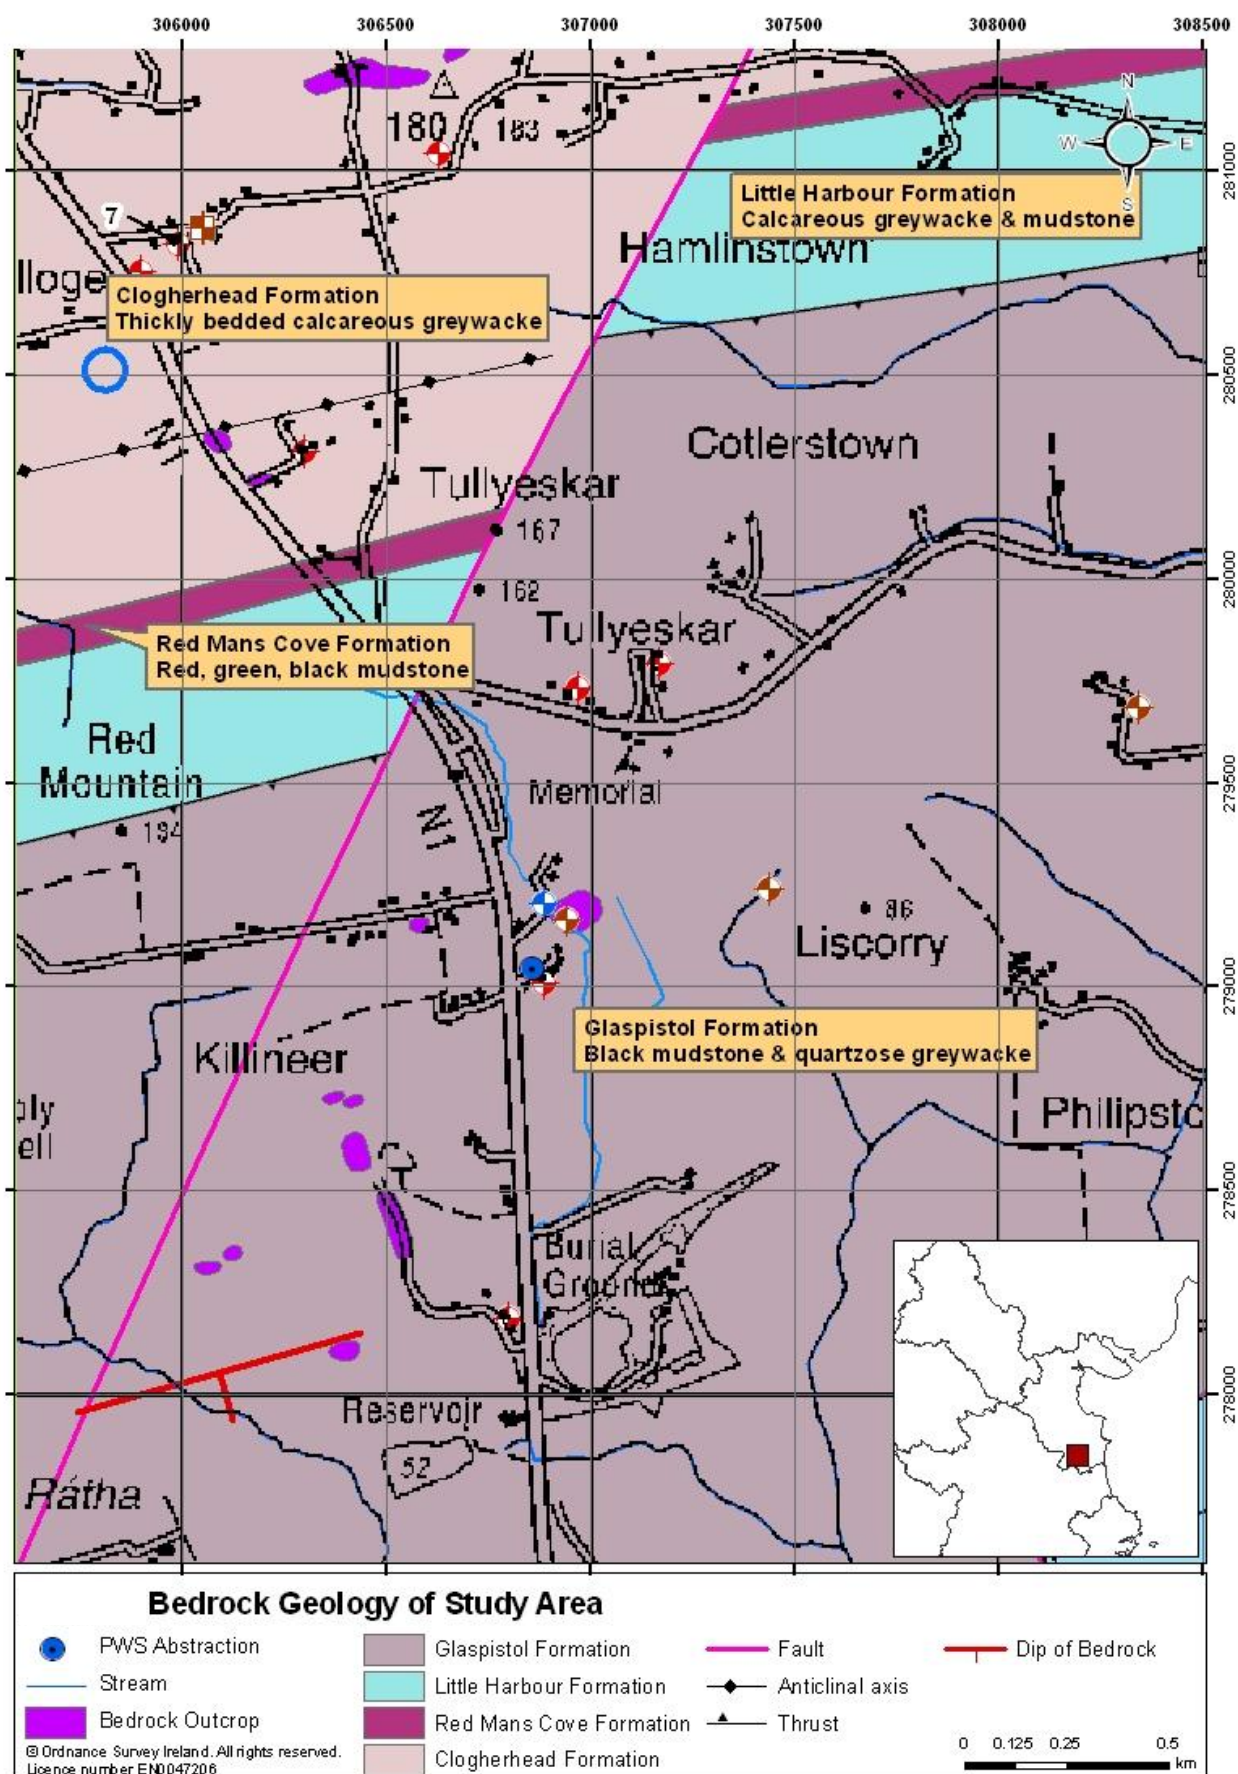 306000 306500 307000 307500 308000 308500
180 183
N
W E
S
281000
Little Harbour Formation
Calcareous greywacke & mudstone
7
Hamlinstown
lloge
Clogherhead Formation
Thickly bedded calcareous greywacke
280500
N1
Cotlerstown
Tullyeskar
167
280000
162
Tullyeskar
Red Mans Cove Formation
Red, green, black mudstone
Red
Mountain
279500
Memorial
N1
134
86
Liscorry
279000
Glaspistol Formation
Black mudstone & quartzose greywacke
Killineer
ply
ell
Philipstc
278500
Burial
Ground
278000
Reservoir
52
Rátha
Bedrock Geology of Study Area
PWS Abstraction Glaspistol Formation Fault Dip of Bedrock
Stream Little Harbour Formation Anticlinal axis
Bedrock Outcrop Red Mans Cove Formation Thrust
© Ordnance Survey Ireland. All rights reserved.
Licence number EN0047206
Clogherhead Formation
0 0.125 0.25 0.5
km